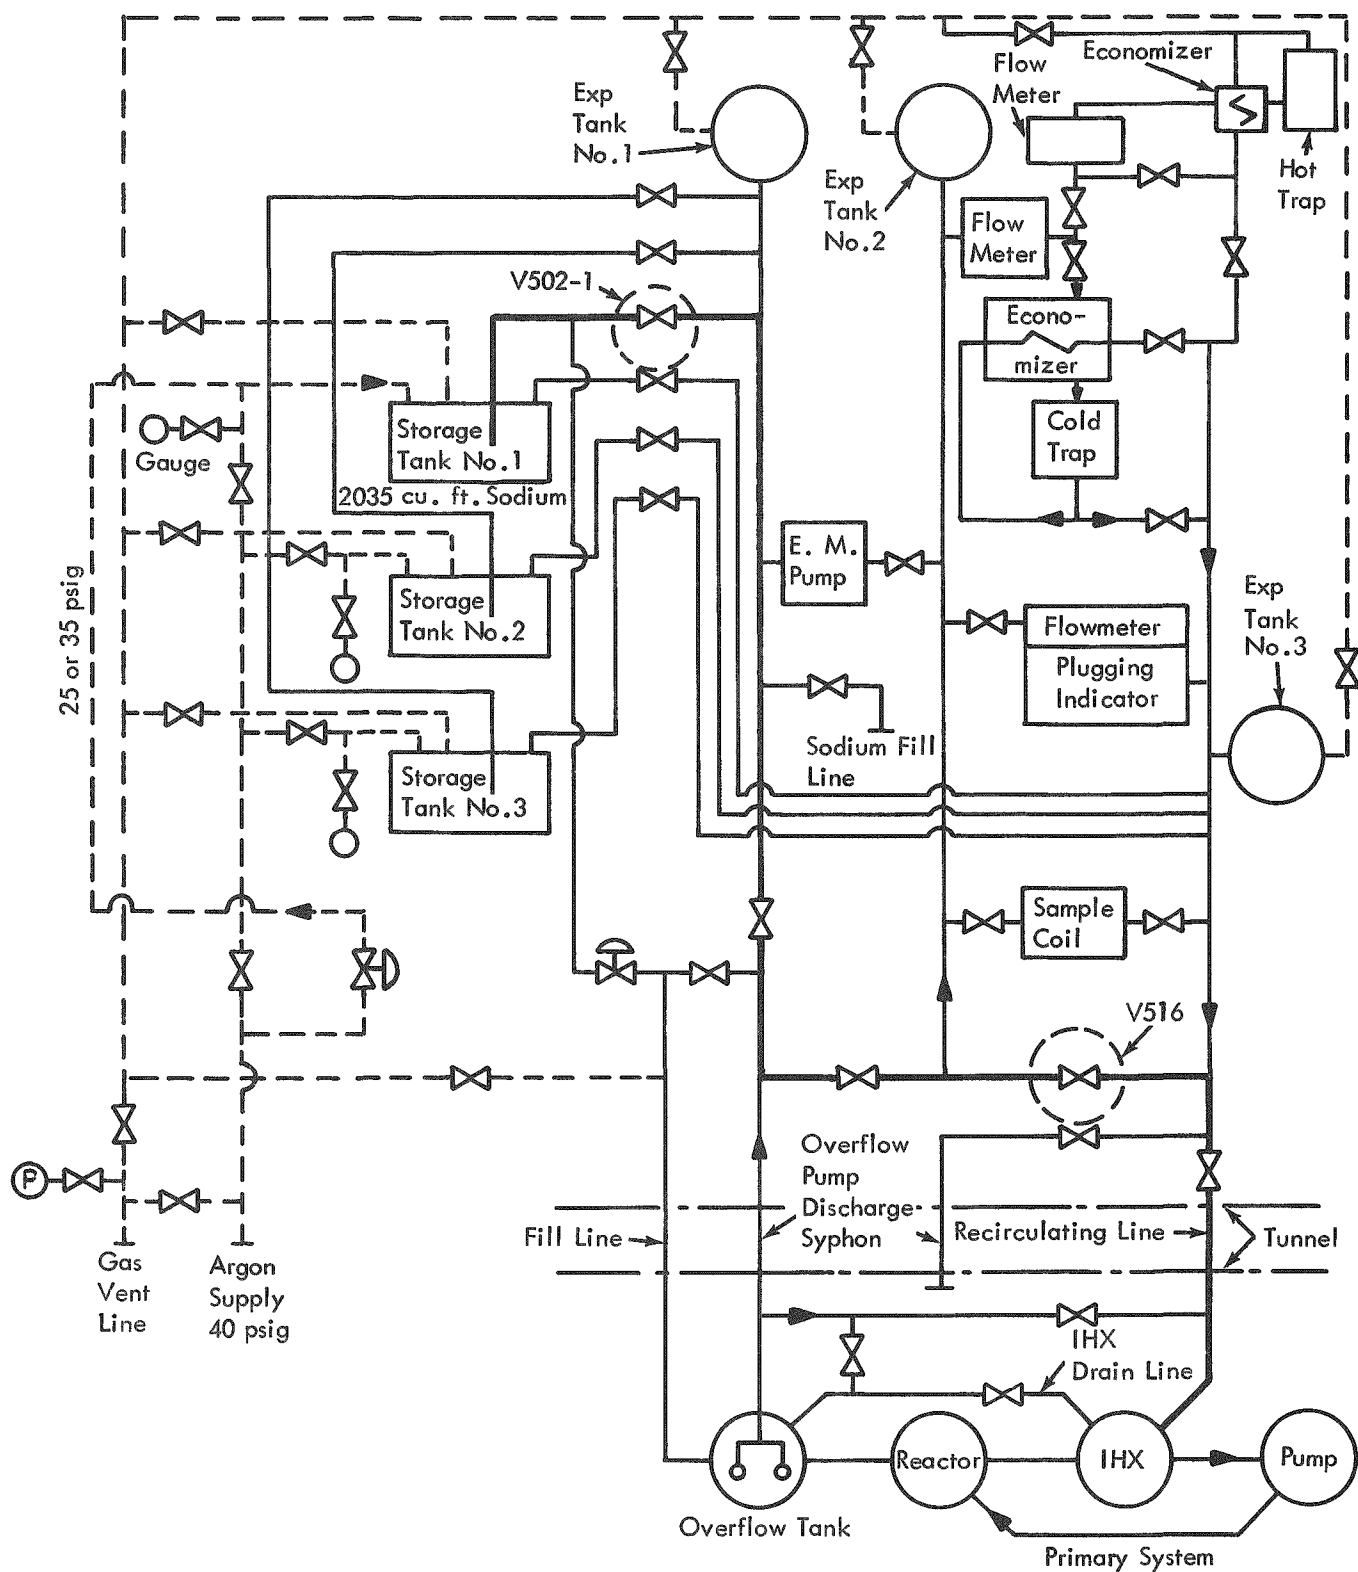 Exp
Tank
No.1
Exp
Tank
No.2
Flow
Meter
Economizer
Hot
Trap
Flow
Meter
V502-1
Econo-
mizer
Storage
Tank No.1
2035 cu. ft. Sodium
Cold
Trap
Gauge
E. M.
Pump
Storage
Tank No.2
25 or 35 psig
Flowmeter
Plugging
Indicator
Exp
Tank
No.3
Sodium Fill
Line
Storage
Tank No.3
Sample
Coil
V516
P
Overflow
Pump
Discharge
Syphon
Fill Line
Recirculating Line
Tunnel
Gas
Vent
Line
Argon
Supply
40 psig
IHX
Drain Line
Reactor
IHX
Pump
Overflow Tank
Primary System